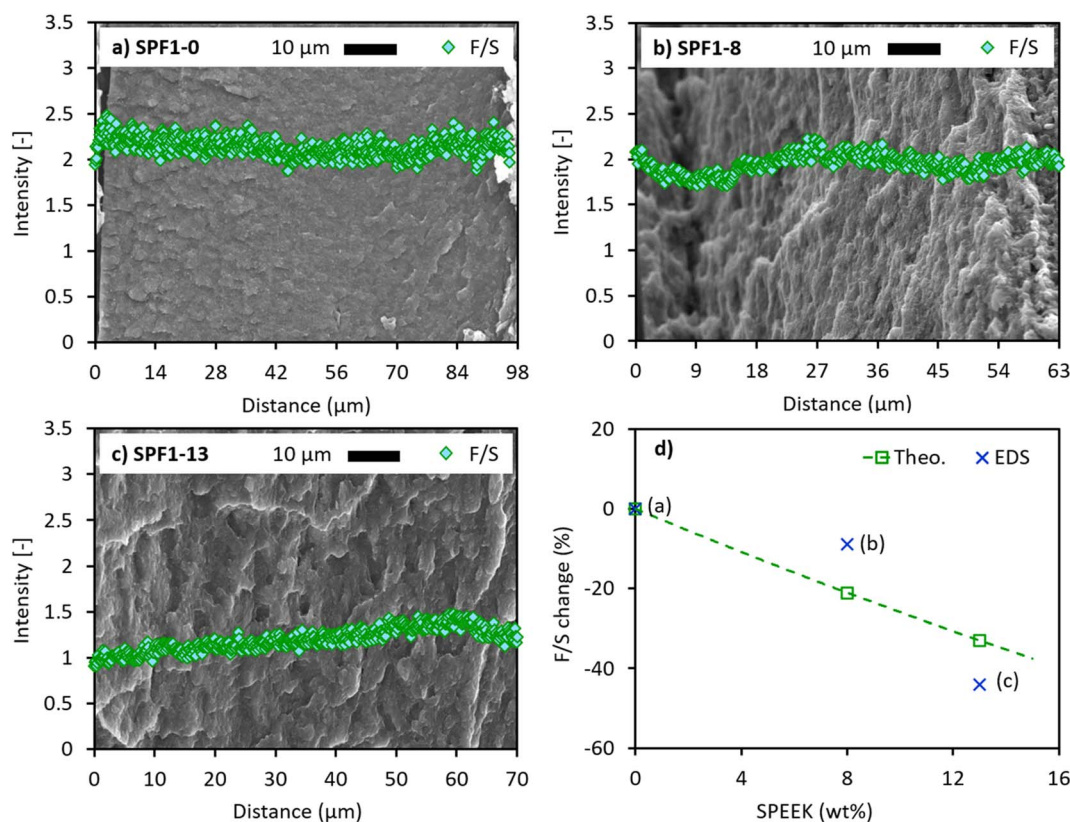 a) SPF1-0 10 µm F/S
3.5
3
2.5
2
1.5
1
0.5
0
Intensity [-]
0 14 28 42 56 70 84 98
Distance (µm)
b) SPF1-8 10 µm F/S
3.5
3
2.5
2
1.5
1
0.5
0
Intensity [-]
0 9 18 27 36 45 54 63
Distance (µm)
c) SPF1-13 10 µm F/S
3.5
3
2.5
2
1.5
1
0.5
0
Intensity [-]
0 10 20 30 40 50 60 70
Distance (µm)
d) Theo. EDS
20
0
-20
-40
-60
F/S change (%)
(a)
(b)
(c)
0 4 8 12 16
SPEEK (wt%)